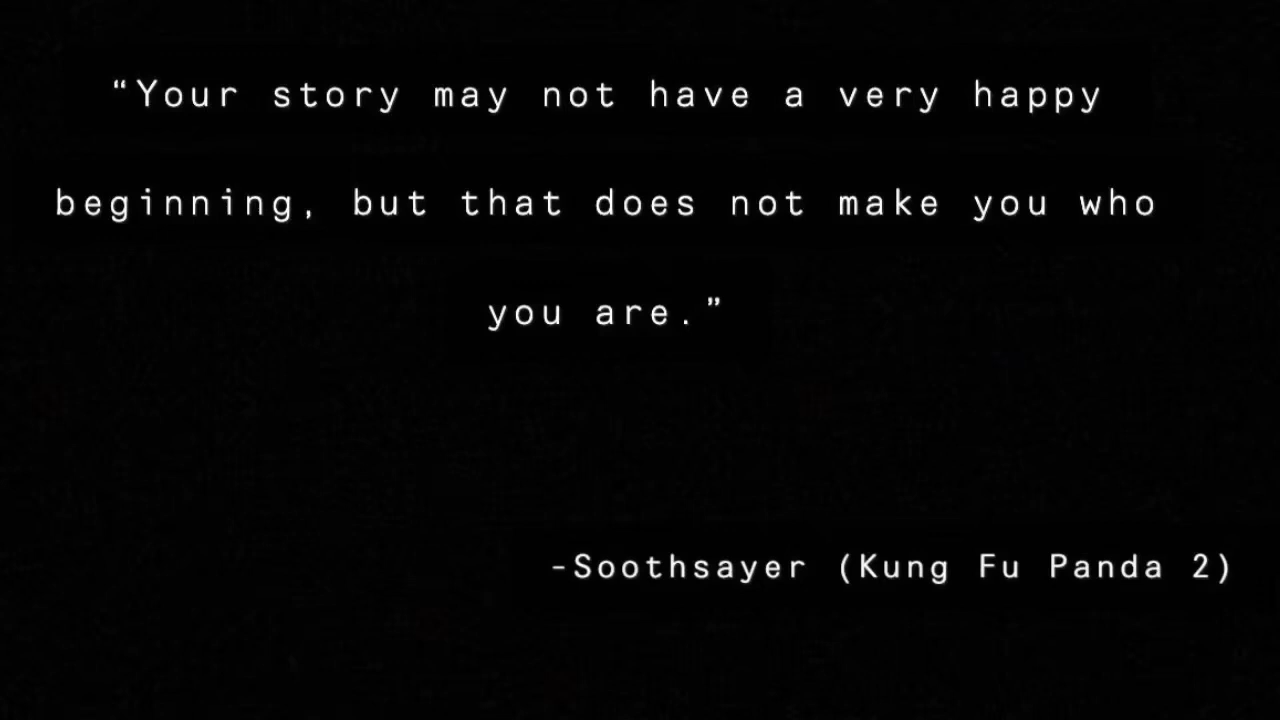 “Your story may not have a very happy
beginning, but that does not make you who
you are.”
-Soothsayer (Kung Fu Panda 2)